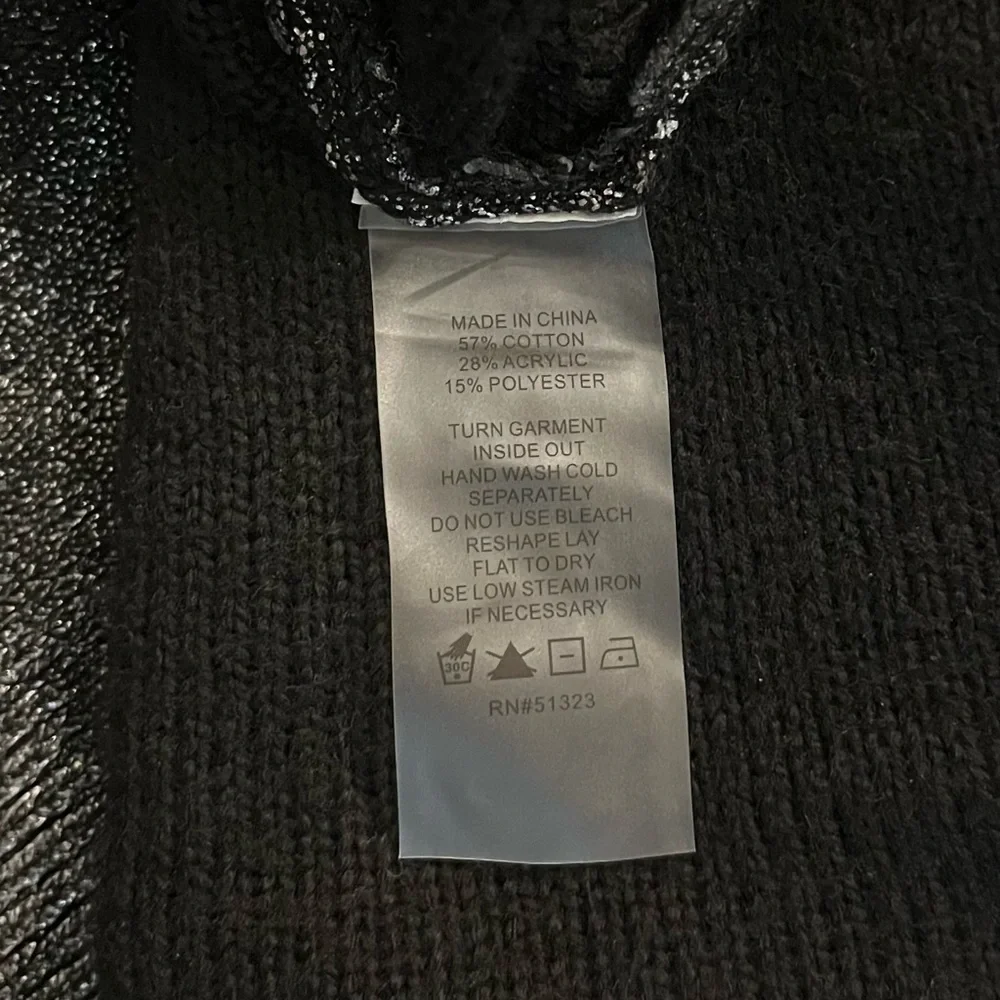 MADE IN CHINA
57% COTTON
28% ACRYLIC
15% POLYESTER
TURN GARMENT
INSIDE OUT
HAND WASH COLD
SEPARATELY
DO NOT USE BLEACH
RESHAPE LAY
FLAT TO DRY
USE LOW STEAM IRON
IF NECESSARY
30C
RN#51323